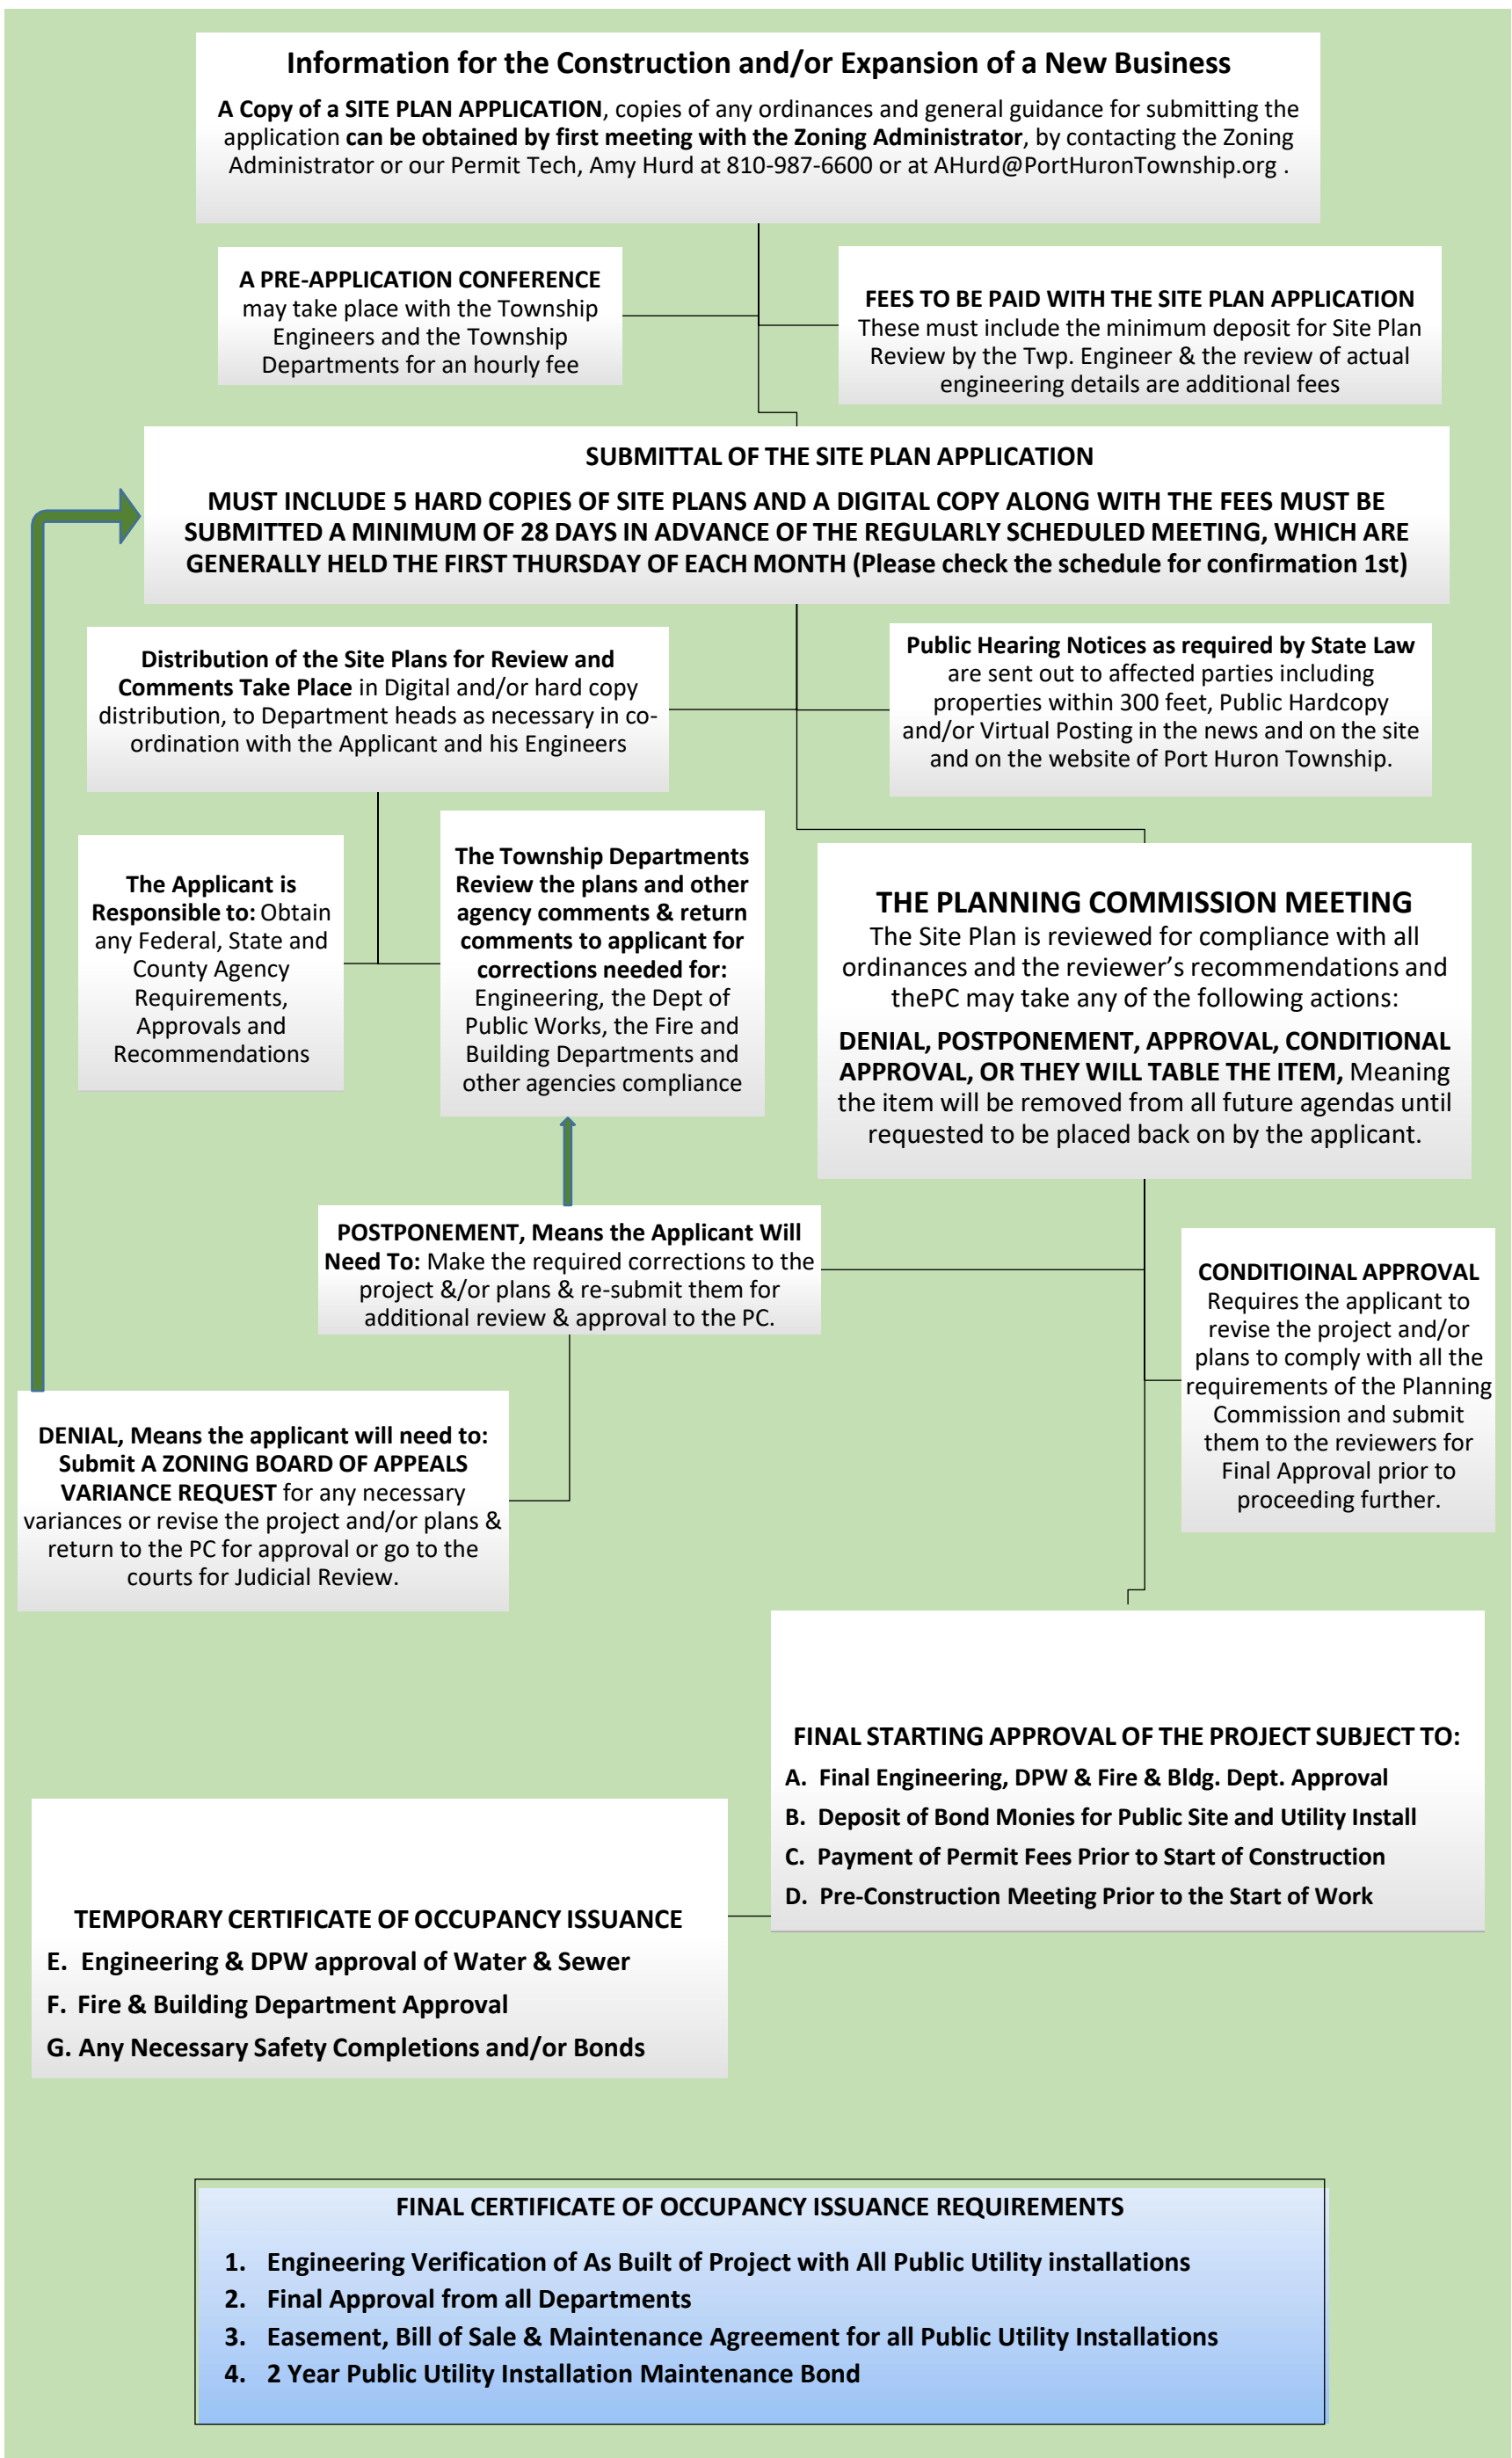 Information for the Construction and/or Expansion of a New Business
A Copy of a SITE PLAN APPLICATION, copies of any ordinances and general guidance for submitting the
application can be obtained by first meeting with the Zoning Administrator, by contacting the Zoning
Administrator or our Permit Tech, Amy Hurd at 810-987-6600 or at AHurd@PortHuronTownship.org .
A PRE-APPLICATION CONFERENCE
may take place with the Township
Engineers and the Township
Departments for an hourly fee
FEES TO BE PAID WITH THE SITE PLAN APPLICATION
These must include the minimum deposit for Site Plan
Review by the Twp. Engineer & the review of actual
engineering details are additional fees
SUBMITTAL OF THE SITE PLAN APPLICATION
MUST INCLUDE 5 HARD COPIES OF SITE PLANS AND A DIGITAL COPY ALONG WITH THE FEES MUST BE
SUBMITTED A MINIMUM OF 28 DAYS IN ADVANCE OF THE REGULARLY SCHEDULED MEETING, WHICH ARE
GENERALLY HELD THE FIRST THURSDAY OF EACH MONTH (Please check the schedule for confirmation 1st)
Distribution of the Site Plans for Review and
Comments Take Place in Digital and/or hard copy
distribution, to Department heads as necessary in co-
ordination with the Applicant and his Engineers
Public Hearing Notices as required by State Law
are sent out to affected parties including
properties within 300 feet, Public Hardcopy
and/or Virtual Posting in the news and on the site
and on the website of Port Huron Township.
The Applicant is
Responsible to: Obtain
any Federal, State and
County Agency
Requirements,
Approvals and
Recommendations
The Township Departments
Review the plans and other
agency comments & return
comments to applicant for
corrections needed for:
Engineering, the Dept of
Public Works, the Fire and
Building Departments and
other agencies compliance
THE PLANNING COMMISSION MEETING
The Site Plan is reviewed for compliance with all
ordinances and the reviewer's recommendations and
thePC may take any of the following actions:
DENIAL, POSTPONEMENT, APPROVAL, CONDITIONAL
APPROVAL, OR THEY WILL TABLE THE ITEM, Meaning
the item will be removed from all future agendas until
requested to be placed back on by the applicant.
POSTPONEMENT, Means the Applicant Will
Need To: Make the required corrections to the
project &/or plans & re-submit them for
additional review & approval to the PC.
CONDITIOINAL APPROVAL
Requires the applicant to
revise the project and/or
plans to comply with all the
requirements of the Planning
Commission and submit
them to the reviewers for
Final Approval prior to
proceeding further.
DENIAL, Means the applicant will need to:
Submit A ZONING BOARD OF APPEALS
VARIANCE REQUEST for any necessary
variances or revise the project and/or plans &
return to the PC for approval or go to the
courts for Judicial Review.
FINAL STARTING APPROVAL OF THE PROJECT SUBJECT TO:
A. Final Engineering, DPW & Fire & Bldg. Dept. Approval
B. Deposit of Bond Monies for Public Site and Utility Install
C. Payment of Permit Fees Prior to Start of Construction
D. Pre-Construction Meeting Prior to the Start of Work
TEMPORARY CERTIFICATE OF OCCUPANCY ISSUANCE
E. Engineering & DPW approval of Water & Sewer
F. Fire & Building Department Approval
G. Any Necessary Safety Completions and/or Bonds
FINAL CERTIFICATE OF OCCUPANCY ISSUANCE REQUIREMENTS
1. Engineering Verification of As Built of Project with All Public Utility installations
2. Final Approval from all Departments
3. Easement, Bill of Sale & Maintenance Agreement for all Public Utility Installations
4. 2 Year Public Utility Installation Maintenance Bond